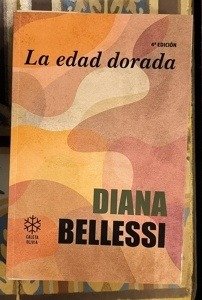 4ª EDICIÓN
La edad dorada
DIANA
BELLESSI
CALETA
OLIVIA